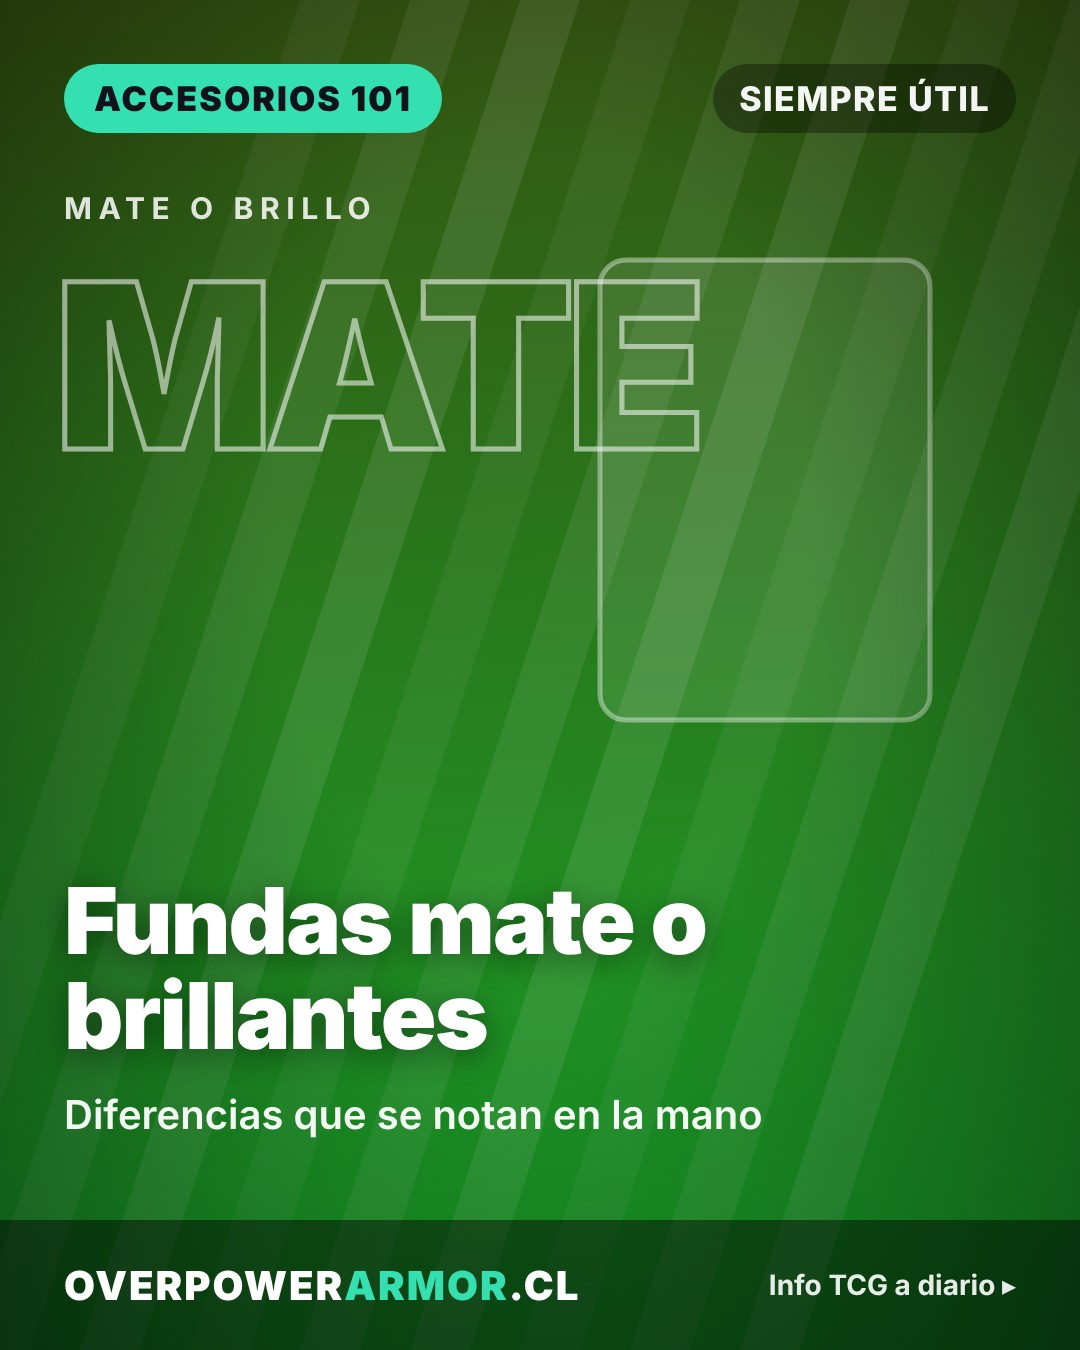 ACCESORIOS 101
SIEMPRE ÚTIL
MATE O BRILLO
MATE
Fundas mate o
brillantes
Diferencias que se notan en la mano
OVERPOWERARMOR.CL
Info TCG a diario ▸